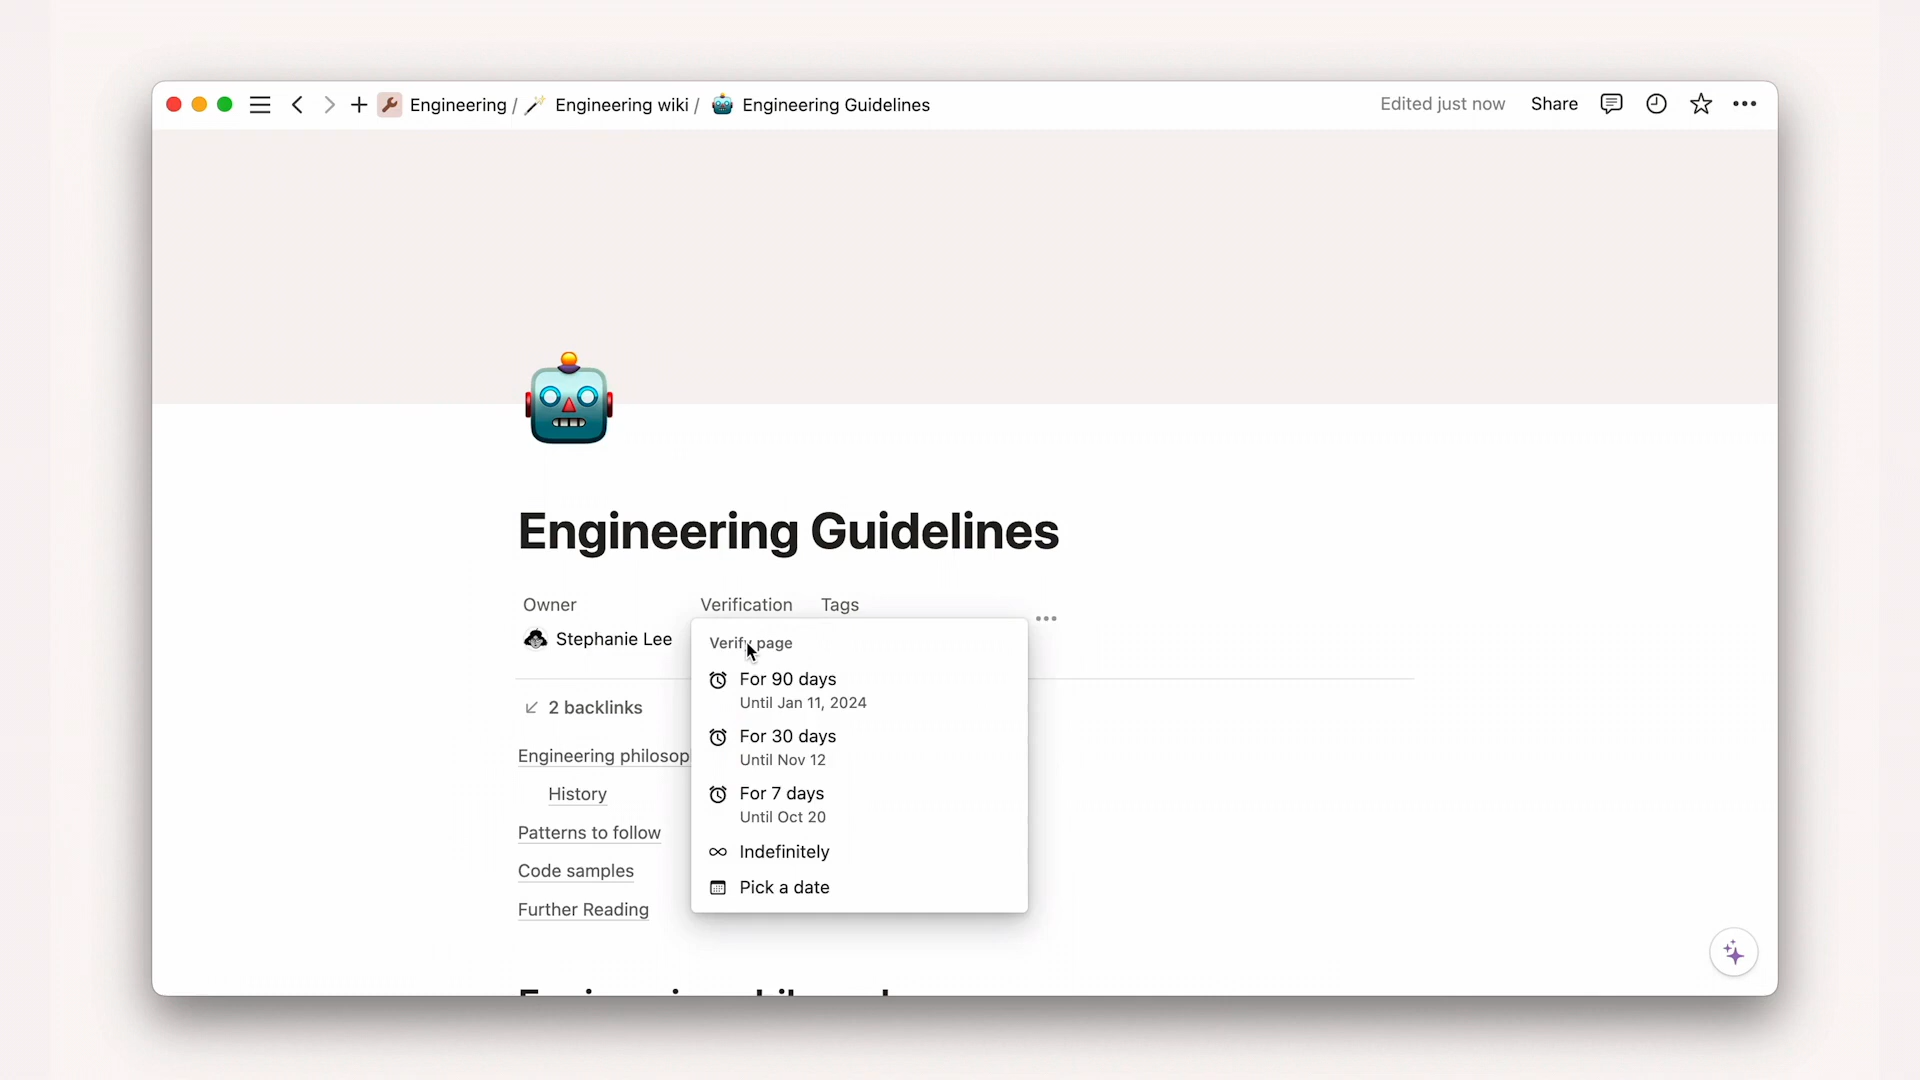 Engineering / Engineering wiki / Engineering Guidelines
Edited just now Share
Engineering Guidelines
Owner Verification Tags
Stephanie Lee
Verify page
For 90 days
Until Jan 11, 2024
For 30 days
Until Nov 12
For 7 days
Until Oct 20
Indefinitely
Pick a date
2 backlinks
Engineering philosop
History
Patterns to follow
Code samples
Further Reading